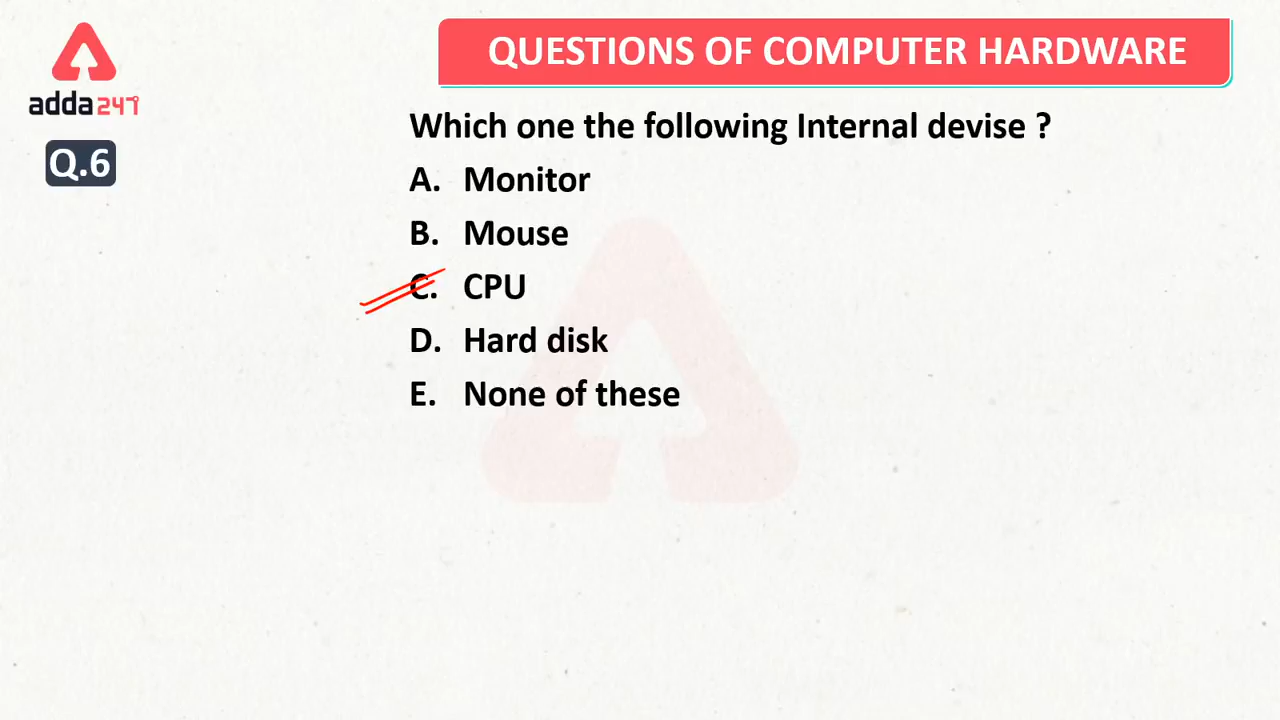 adda247
QUESTIONS OF COMPUTER HARDWARE
Q.6
Which one the following Internal devise ?
A. Monitor
B. Mouse
C. CPU
D. Hard disk
E. None of these